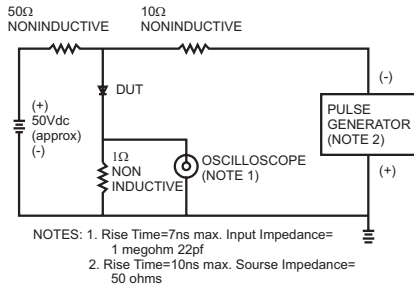 50Ω
NONINDUCTIVE
10Ω
NONINDUCTIVE
(+)
50Vdc
(approx)
(-)
DUT
1Ω
NON
INDUCTIVE
OSCILLOSCOPE
(NOTE 1)
(-)
PULSE
GENERATOR
(NOTE 2)
(+)
NOTES: 1. Rise Time=7ns max. Input Impedance=
1 megohm 22pf
2. Rise Time=10ns max. Sourse Impedance=
50 ohms